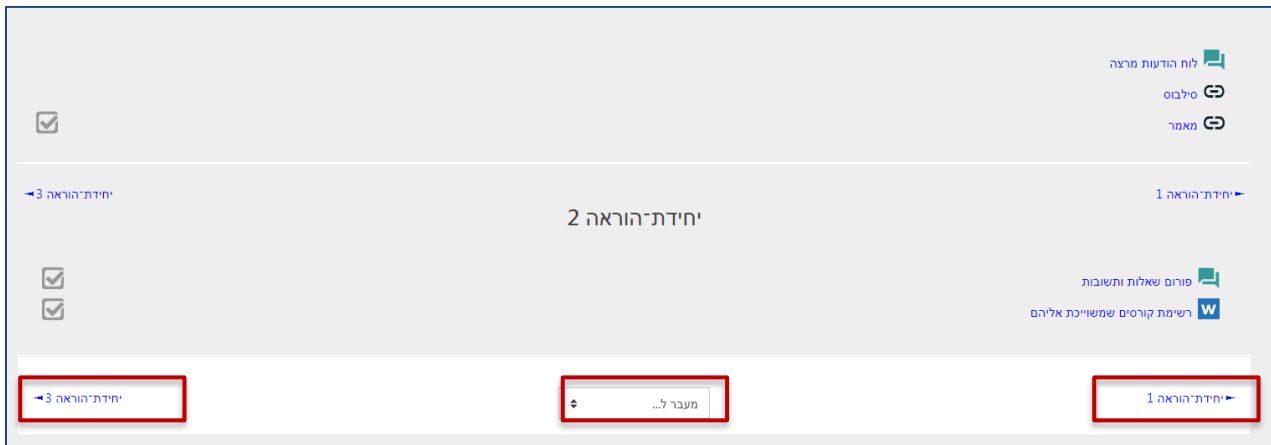 לוח הודעות מרצה
סילבוס
מאמר
►יחידת־הוראה 1
יחידת־הוראה 3◄
יחידת־הוראה 2
פורום שאלות ותשובות
W רשימת קורסים שמשוייכת אליהם
►יחידת־הוראה 1
מעבר ל...
יחידת־הוראה 3◄